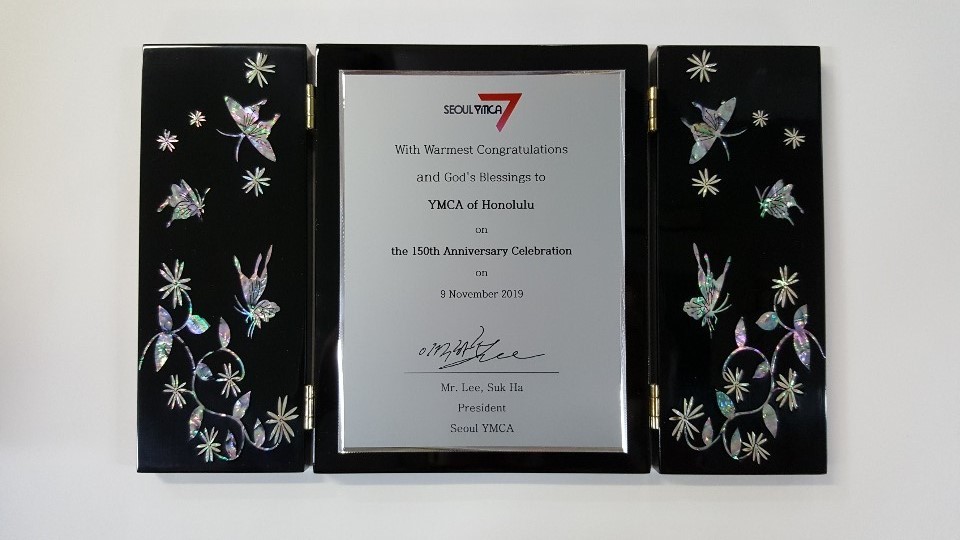 SEOUL YMCA
With Warmest Congratulations
and God's Blessings to
YMCA of Honolulu
on
the 150th Anniversary Celebration
on
9 November 2019
Lee
Mr. Lee, Suk Ha
President
Seoul YMCA